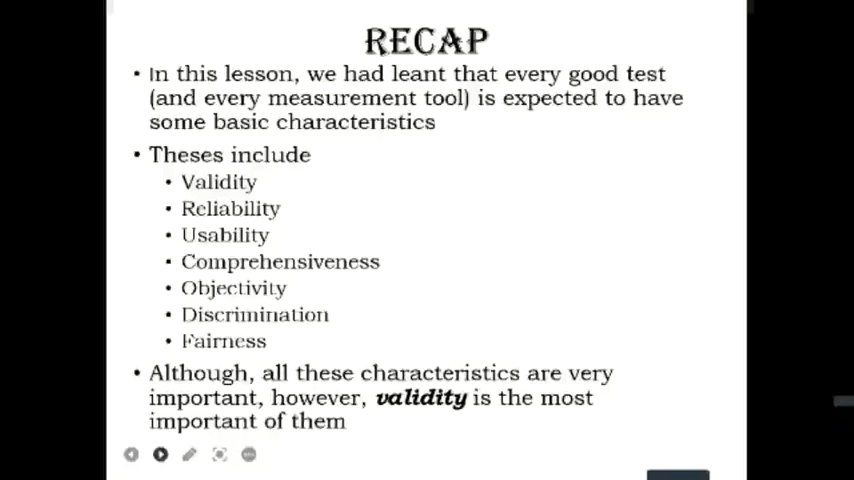 RECAP
• In this lesson, we had leant that every good test
(and every measurement tool) is expected to have
some basic characteristics
• Theses include
• Validity
• Reliability
• Usability
• Comprehensiveness
• Objectivity
• Discrimination
• Fairness
• Although, all these characteristics are very
important, however, validity is the most
important of them